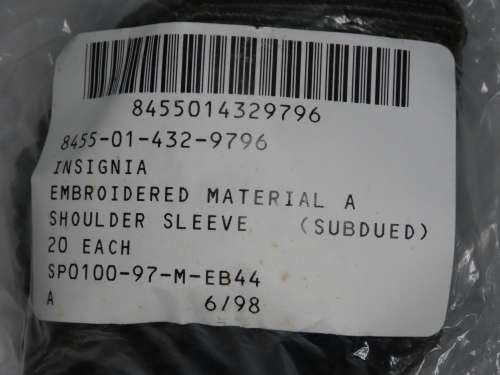 8455014329796
8455-01-432-9796
INSIGNIA
EMBROIDERED MATERIAL A
SHOULDER SLEEVE (SUBDUED)
20 EACH
SP0100-97-M-EB44
A 6/98